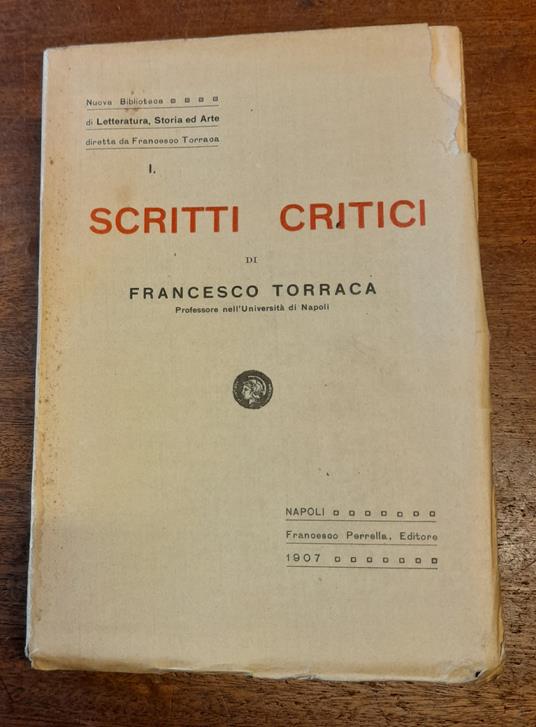 Nuova Biblioteca
di Letteratura, Storia ed Arte
diretta da Francesco Torraca
I.
SCRITTI CRITICI
DI
FRANCESCO TORRACA
Professore nell'Università di Napoli
NAPOLI
Francesco Perrella, Editore
1907